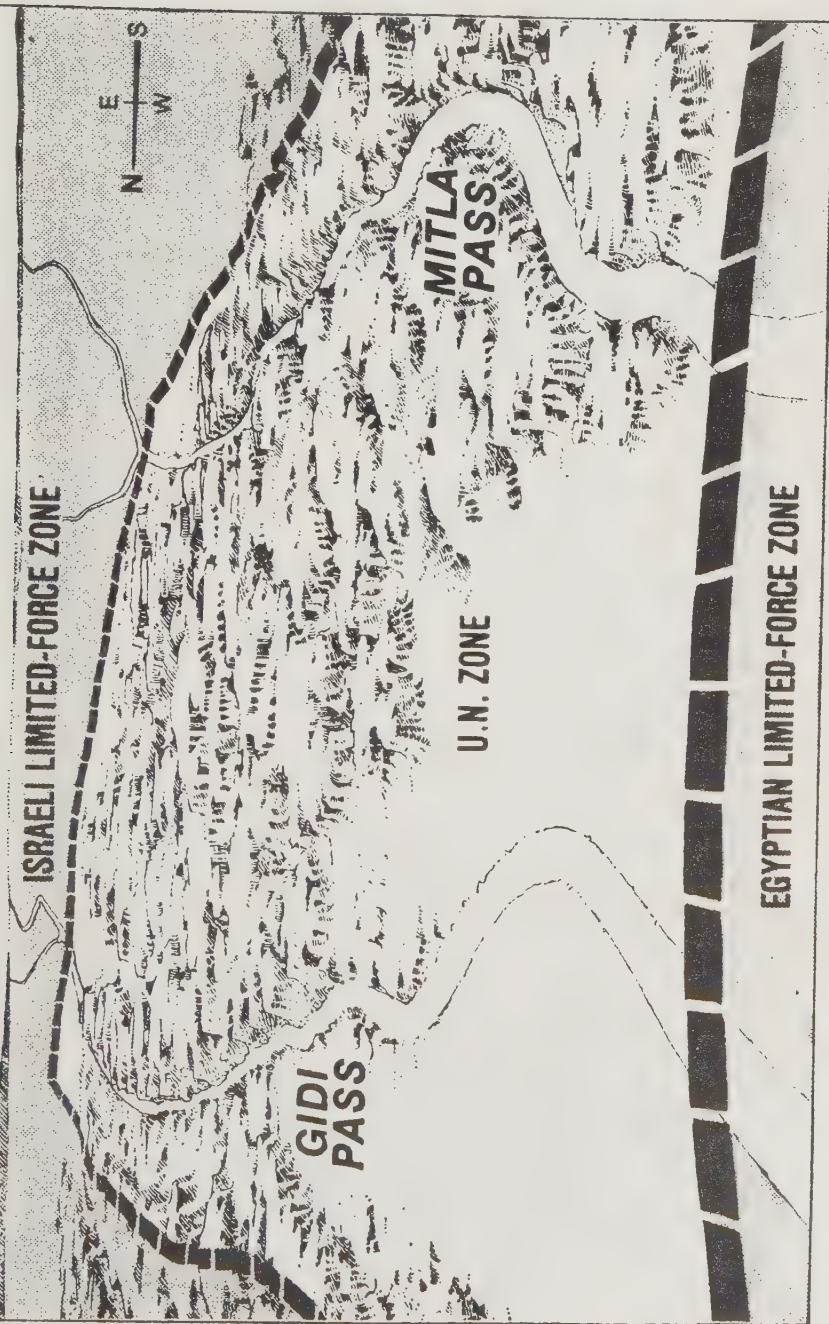 ISRAELI LIMITED-FORCE ZONE
E
N S
W
GIDI
PASS
MITLA
PASS
U.N. ZONE
EGYPTIAN LIMITED-FORCE ZONE